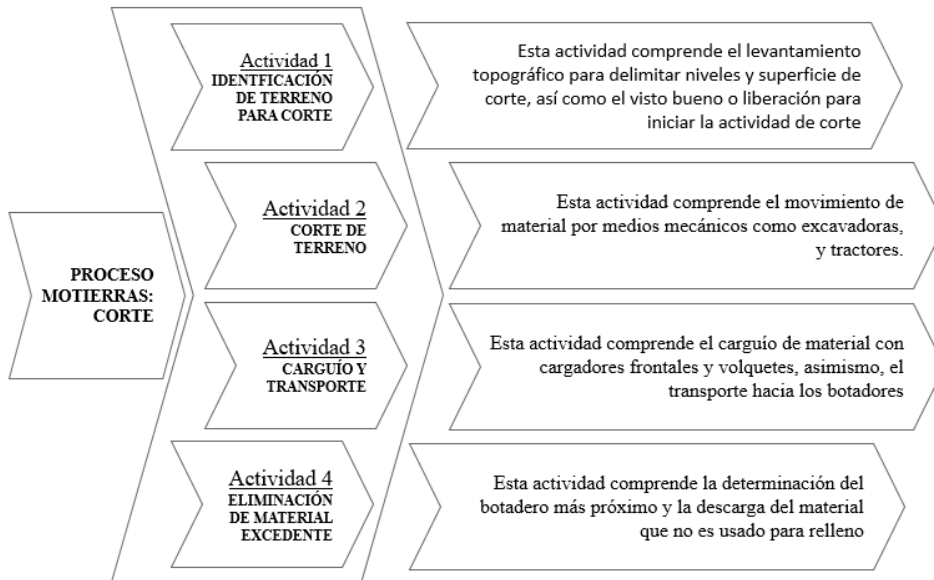 PROCESO
MOTIERRAS:
CORTE
Actividad 1
IDENTFICACIÓN
DE TERRENO
PARA CORTE
Esta actividad comprende el levantamiento
topográfico para delimitar niveles y superficie de
corte, así como el visto bueno o liberación para
iniciar la actividad de corte
Actividad 2
CORTE DE
TERRENO
Esta actividad comprende el movimiento de
material por medios mecánicos como excavadoras,
y tractores.
Actividad 3
CARGUÍO Y
TRANSPORTE
Esta actividad comprende el carguío de material con
cargadores frontales y volquetes, asimismo, el
transporte hacia los botadores
Actividad 4
ELIMINACIÓN
DE MATERIAL
EXCEDENTE
Esta actividad comprende la determinación del
botadero más próximo y la descarga del material
que no es usado para relleno